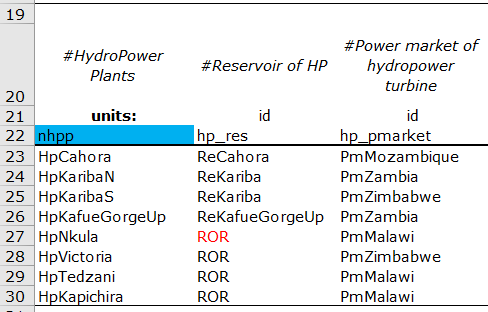 19
#HydroPower Plants #Reservoir of HP #Power market of hydropower turbine
20
21 units: id id
22 nhpp hp_res hp_pmarket
23 HpCahora ReCahora PmMozambique
24 HpKaribaN ReKariba PmZambia
25 HpKaribaS ReKariba PmZimbabwe
26 HpKafueGorgeUp ReKafueGorgeUp PmZambia
27 HpNkula ROR PmMalawi
28 HpVictoria ROR PmZimbabwe
29 HpTedzani ROR PmMalawi
30 HpKapichira ROR PmMalawi